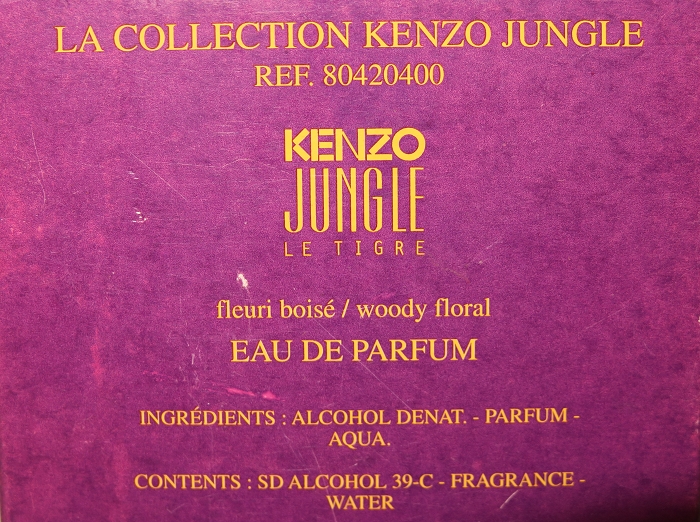 LA COLLECTION KENZO JUNGLE
REF. 80420400
KENZO
JUNGLE
LE TIGRE
fleuri boisé / woody floral
EAU DE PARFUM
INGRÉDIENTS : ALCOHOL DENAT. - PARFUM -
AQUA.
CONTENTS : SD ALCOHOL 39-C - FRAGRANCE -
WATER